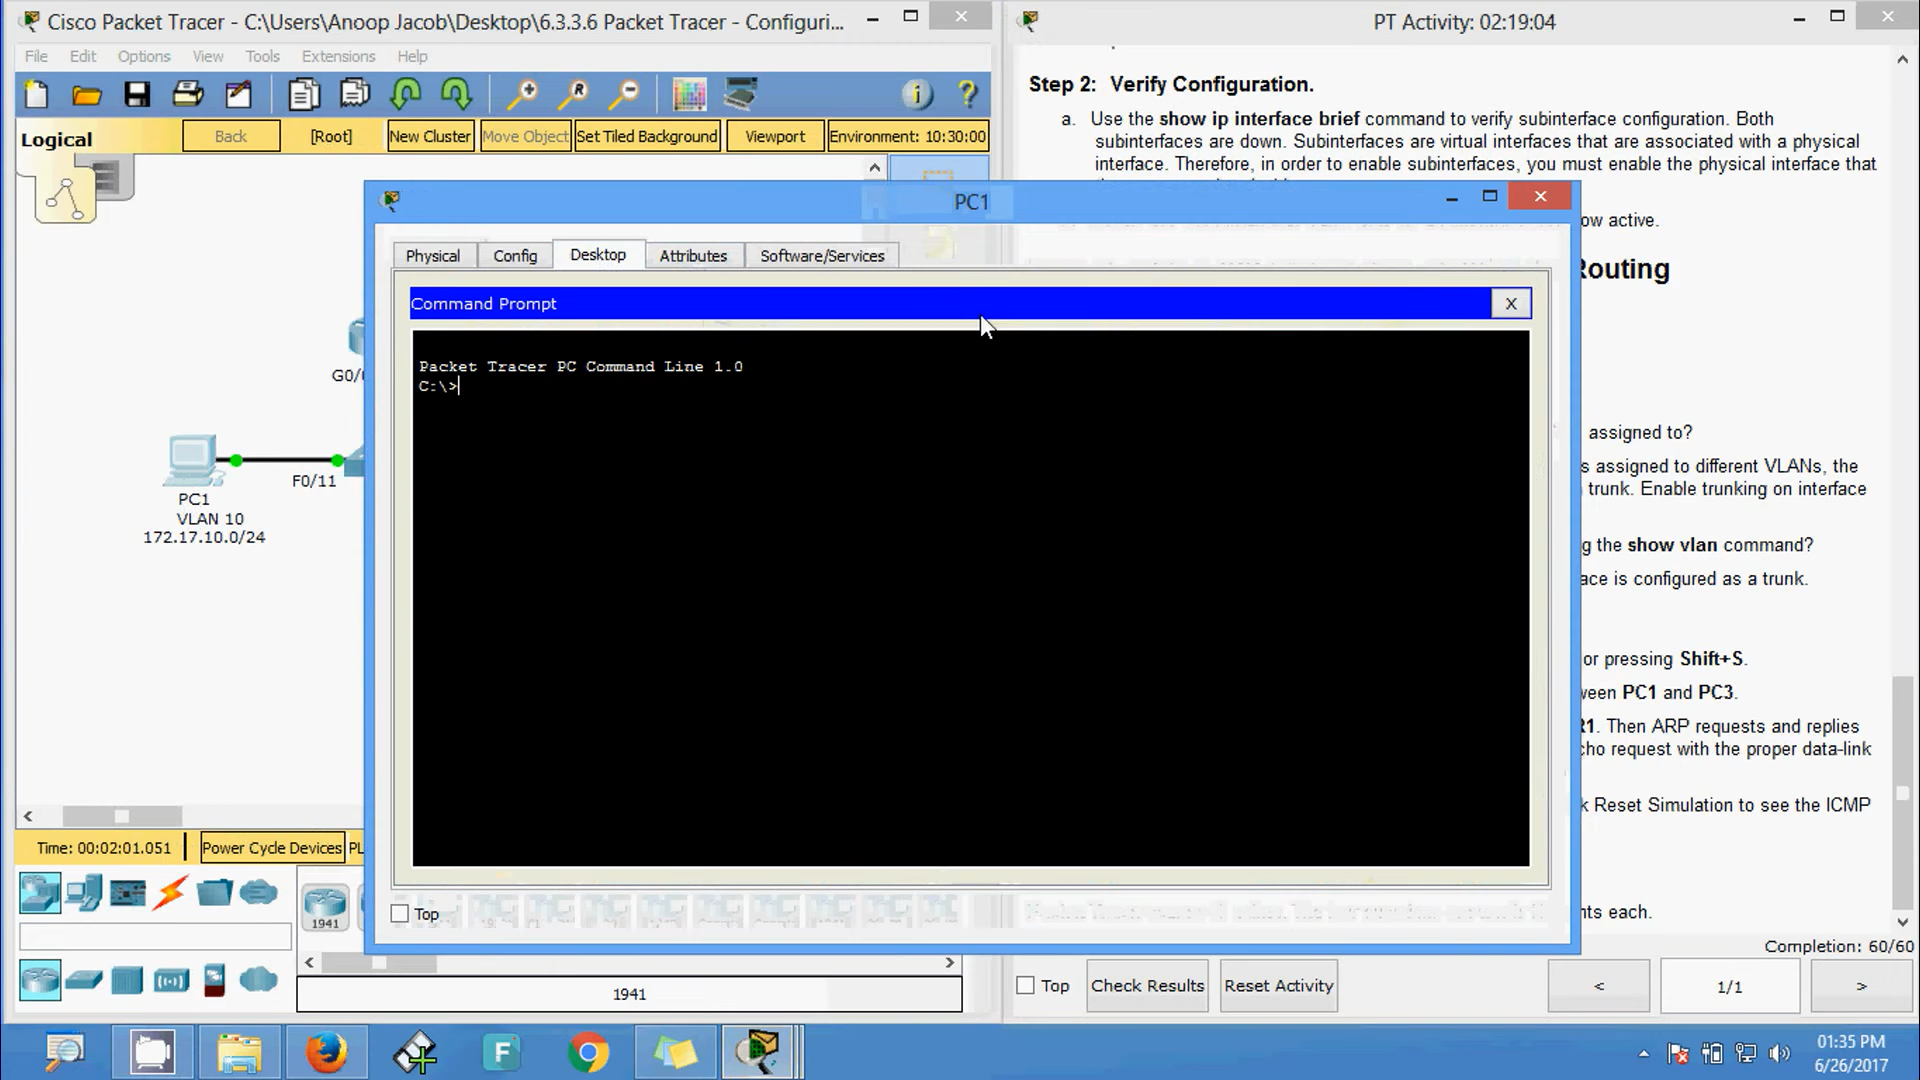 Cisco Packet Tracer - C:\Users\Anoop Jacob\Desktop\6.3.3.6 Packet Tracer - Configuri...
File Edit Options View Tools Extensions Help
Logical
Back
[Root]
New Cluster
Move Object
Set Tiled Background
Viewport
Environment: 10:30:00
G0/
F0/11
PC1
VLAN 10
172.17.10.0/24
Time: 00:02:01.051
Power Cycle Devices
1941
1941
PC1
Physical
Config
Desktop
Attributes
Software/Services
Command Prompt
X
Packet Tracer PC Command Line 1.0
C:\>
Top
PT Activity: 02:19:04
Step 2: Verify Configuration.
a. Use the show ip interface brief command to verify subinterface configuration. Both
subinterfaces are down. Subinterfaces are virtual interfaces that are associated with a physical
interface. Therefore, in order to enable subinterfaces, you must enable the physical interface that
ow active.
Routing
assigned to?
s assigned to different VLANs, the
trunk. Enable trunking on interface
g the show vlan command?
ace is configured as a trunk.
or pressing Shift+S.
ween PC1 and PC3.
R1. Then ARP requests and replies
cho request with the proper data-link
k Reset Simulation to see the ICMP
nts each.
Completion: 60/60
Top
Check Results
Reset Activity
<
1/1
>
01:35 PM
6/26/2017